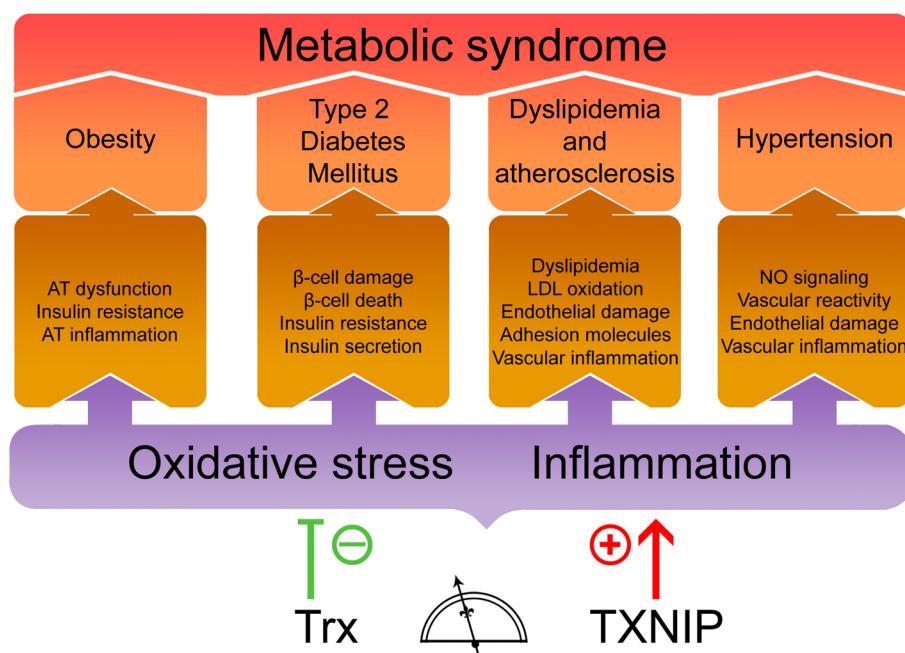 Metabolic syndrome
Obesity
Type 2
Diabetes
Mellitus
Dyslipidemia
and
atherosclerosis
Hypertension
AT dysfunction
Insulin resistance
AT inflammation
β-cell damage
β-cell death
Insulin resistance
Insulin secretion
Dyslipidemia
LDL oxidation
Endothelial damage
Adhesion molecules
Vascular inflammation
NO signaling
Vascular reactivity
Endothelial damage
Vascular inflammation
Oxidative stress Inflammation
− +
Trx TXNIP